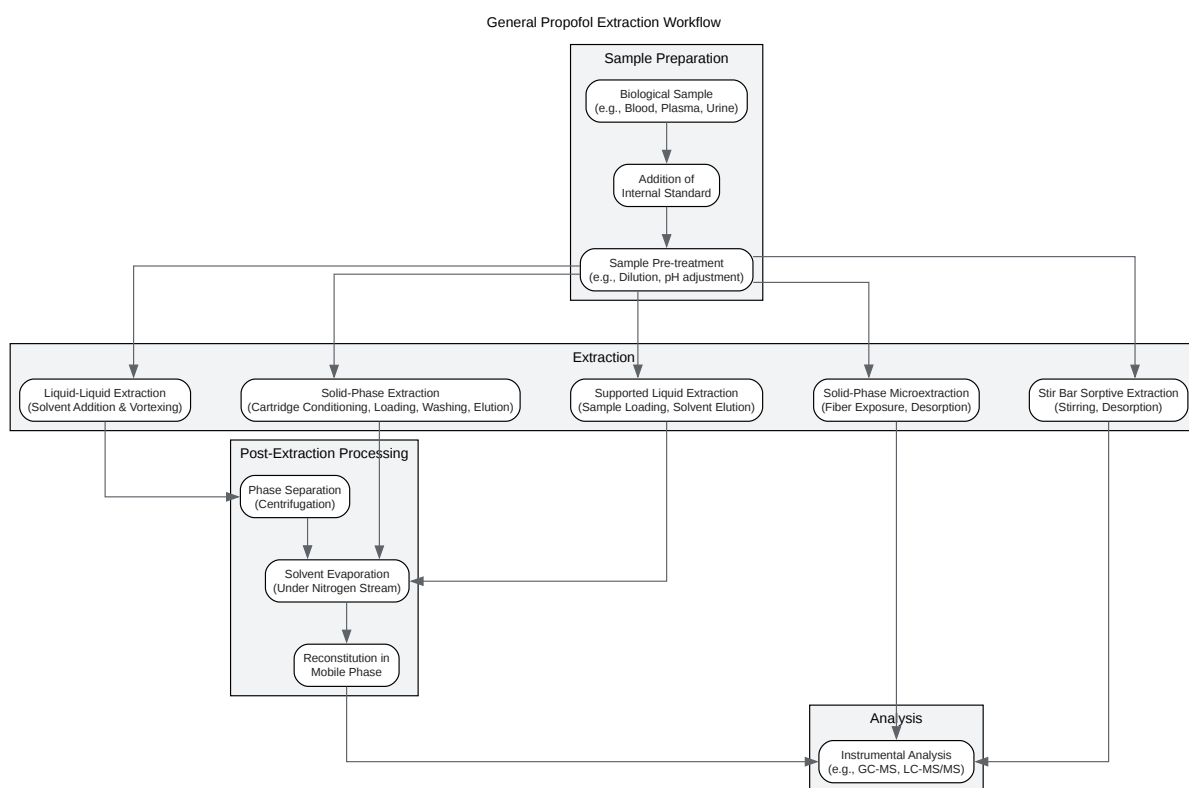 General Propofol Extraction Workflow
Sample Preparation
Biological Sample
(e.g., Blood, Plasma, Urine)
Addition of
Internal Standard
Sample Pre-treatment
(e.g., Dilution, pH adjustment)
Extraction
Liquid-Liquid Extraction
(Solvent Addition & Vortexing)
Solid-Phase Extraction
(Cartridge Conditioning, Loading, Washing, Elution)
Supported Liquid Extraction
(Sample Loading, Solvent Elution)
Solid-Phase Microextraction
(Fiber Exposure, Desorption)
Stir Bar Sorptive Extraction
(Stirring, Desorption)
Post-Extraction Processing
Phase Separation
(Centrifugation)
Solvent Evaporation
(Under Nitrogen Stream)
Reconstitution in
Mobile Phase
Analysis
Instrumental Analysis
(e.g., GC-MS, LC-MS/MS)